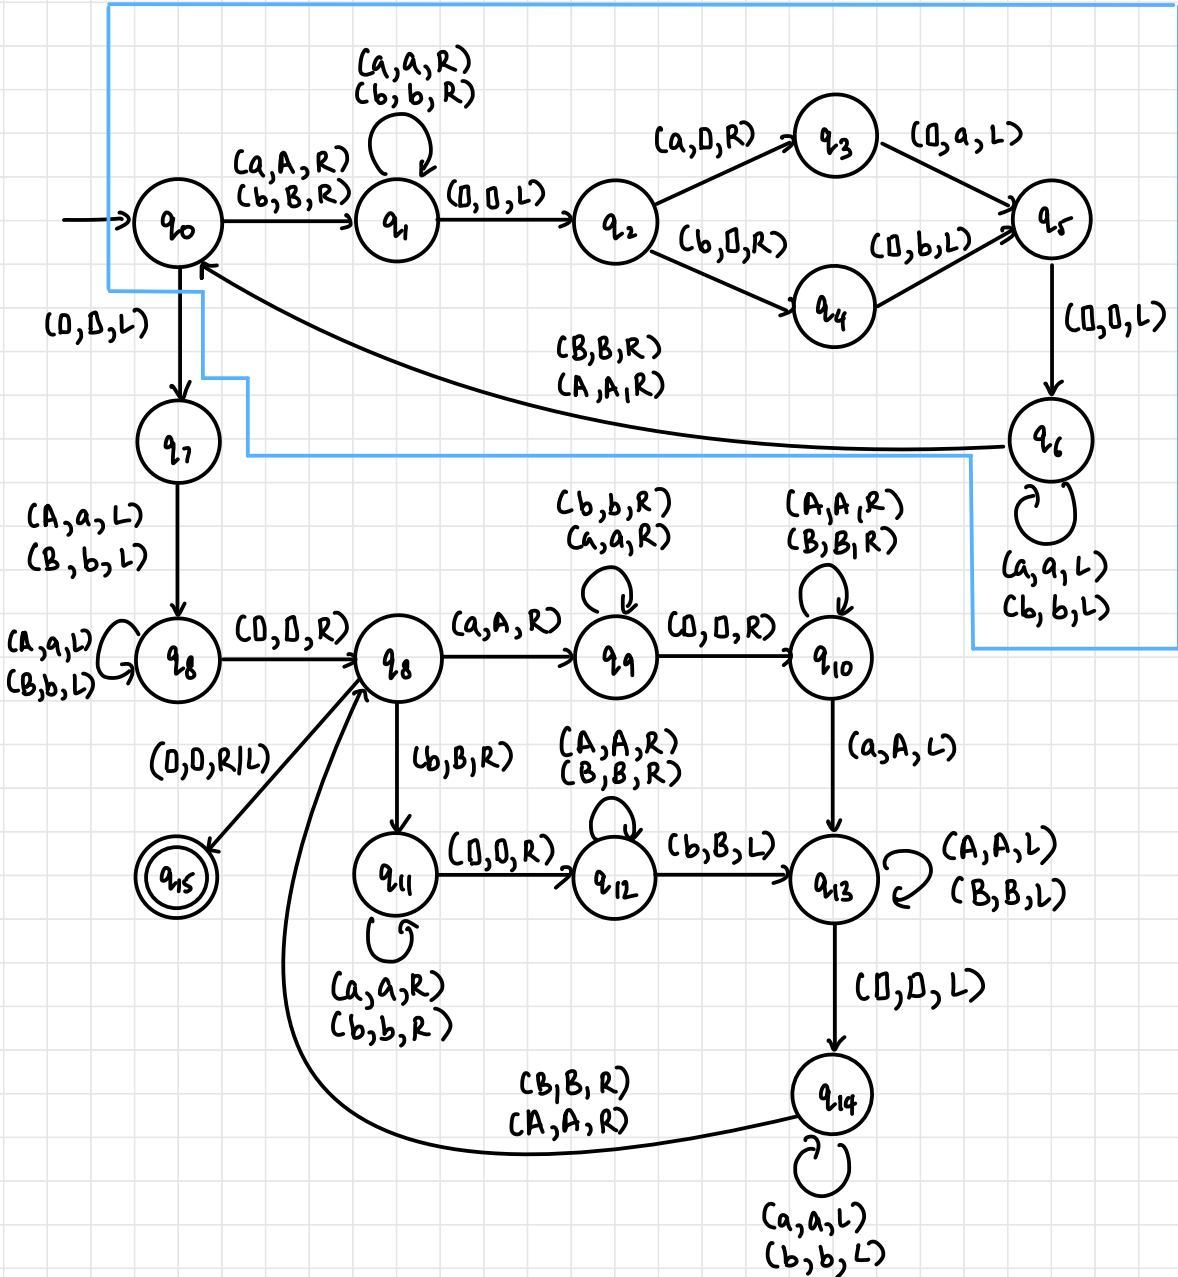 (a,a,R)
(b,b,R)
(a,A,R)
(b,B,R)
(□,□,L)
(a,□,R)
(□,a,L)
q3
q0
q1
q2
q5
(b,□,R)
(□,b,L)
q4
(□,□,L)
(□,□,L)
(B,B,R)
(A,A,R)
q7
q6
(A,a,L)
(B,b,L)
(b,b,R)
(a,a,R)
(A,A,R)
(B,B,R)
(a,a,L)
(b,b,L)
(A,a,L)
(B,b,L)
q8
(□,□,R)
q8
(a,A,R)
q9
(□,□,R)
q10
(□,□,R|L)
(b,B,R)
(A,A,R)
(B,B,R)
(a,A,L)
q15
q11
(□,□,R)
q12
(b,B,L)
q13
(A,A,L)
(B,B,L)
(a,a,R)
(b,b,R)
(□,□,L)
(B,B,R)
(A,A,R)
q14
(a,a,L)
(b,b,L)